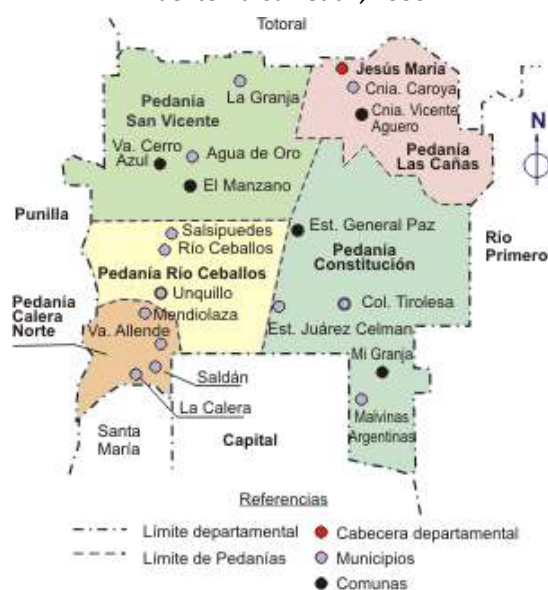 Totoral
Jesús María
Cnia. Caroya
Cnia. Vicente
Aguero
Pedanía
Las Cañas
N
Pedanía
San Vicente
La Granja
Va. Cerro
Azul
Agua de Oro
El Manzano
Punilla
Salsipuedes
Río Ceballos
Pedanía Río Ceballos
Unquillo
Mendiolaza
Est. General Paz
Pedanía
Constitución
Río
Primero
Col. Tirolesa
Est. Juárez Celman
Pedanía
Calera
Norte
Va. Allende
Saldán
La Calera
Mi Granja
Malvinas
Argentinas
Santa
María
Capital
Referencias
Límite departamental
Límite de Pedanías
Cabecera departamental
Municipios
Comunas